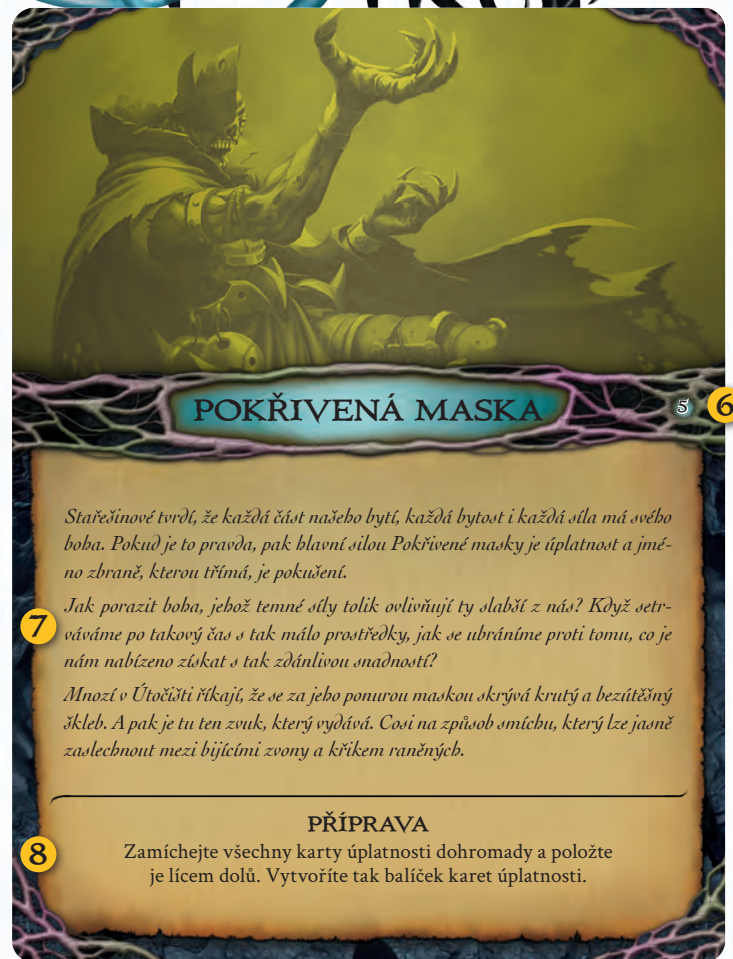 POKŘIVENÁ MASKA
5
6
Stařešinové tvrdí, že každá část našeho bytí, každá bytost i každá síla má svého
boha. Pokud je to pravda, pak hlavní silou Pokřivené masky je úplatnost a jmé-
no zbraně, kterou třímá, je pokušení.
7
Jak porazit boha, jehož temné síly tolik ovlivňují ty slabší z nás? Když setr-
váváme po takový čas s tak málo prostředky, jak se ubráníme proti tomu, co je
nám nabízeno získat s tak zdánlivou snadností?
Mnozí v Útočišti říkají, že se za jeho ponurou maskou skrývá krutý a bezútěšný
škleb. A pak je tu ten zvuk, který vydává. Cosi na způsob smíchu, který lze jasně
zaslechnout mezi bijícími zvony a křikem raněných.
PŘÍPRAVA
8
Zamíchejte všechny karty úplatnosti dohromady a položte
je lícem dolů. Vytvoříte tak balíček karet úplatnosti.